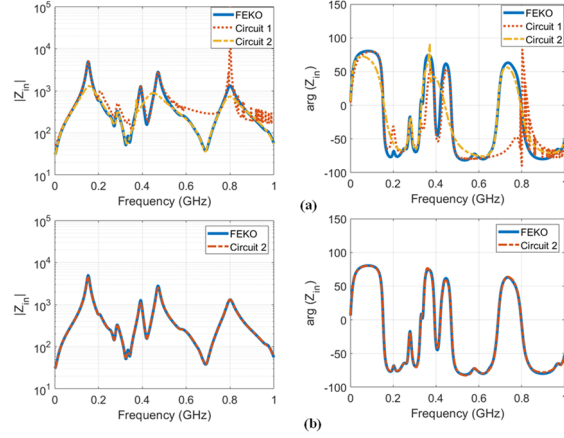 10^5
10^4
10^3
10^2
10^1
|Z_in|
FEKO
Circuit 1
Circuit 2
0 0.2 0.4 0.6 0.8 1
Frequency (GHz)
150
100
50
0
-50
-100
arg (Z_in)
FEKO
Circuit 1
Circuit 2
0 0.2 0.4 0.6 0.8 1
Frequency (GHz)
(a)
10^5
10^4
10^3
10^2
10^1
|Z_in|
FEKO
Circuit 2
0 0.2 0.4 0.6 0.8 1
Frequency (GHz)
150
100
50
0
-50
-100
arg (Z_in)
FEKO
Circuit 2
0 0.2 0.4 0.6 0.8 1
Frequency (GHz)
(b)